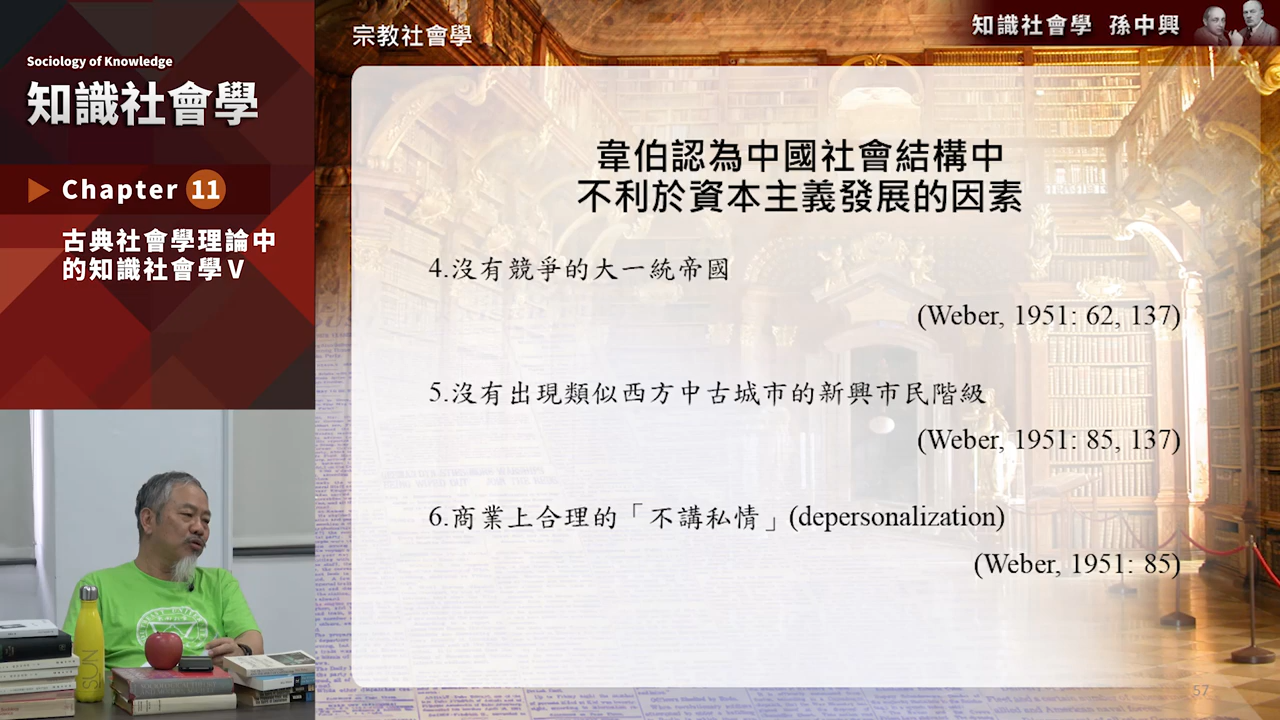 Sociology of Knowledge
知識社會學
Chapter 11
古典社會學理論中
的知識社會學 V
宗教社會學
知識社會學 孫中興
韋伯認為中國社會結構中
不利於資本主義發展的因素
4.沒有競爭的大一統帝國
(Weber, 1951: 62, 137)
5.沒有出現類似西方中古城市的新興市民階級
(Weber, 1951: 85, 137)
6.商業上合理的「不講私情」(depersonalization)
(Weber, 1951: 85)
57
SUN